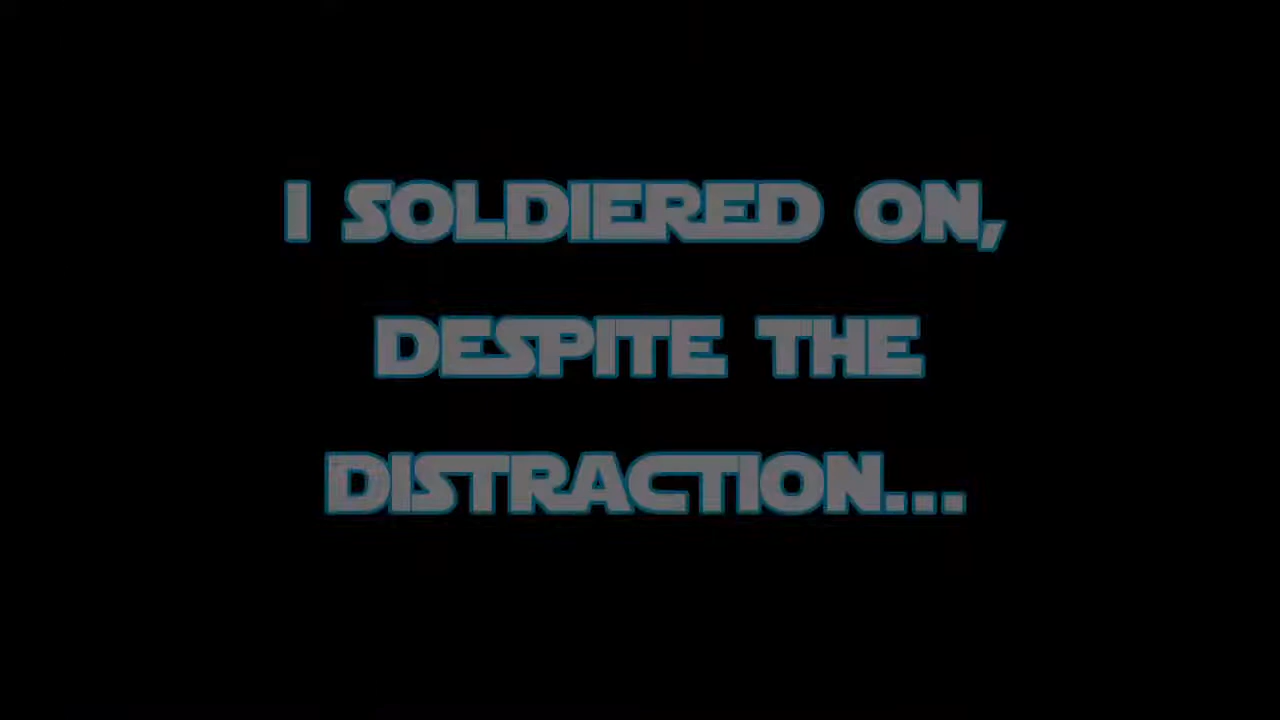 I SOLDIERED ON,
DESPITE THE
DISTRACTION...